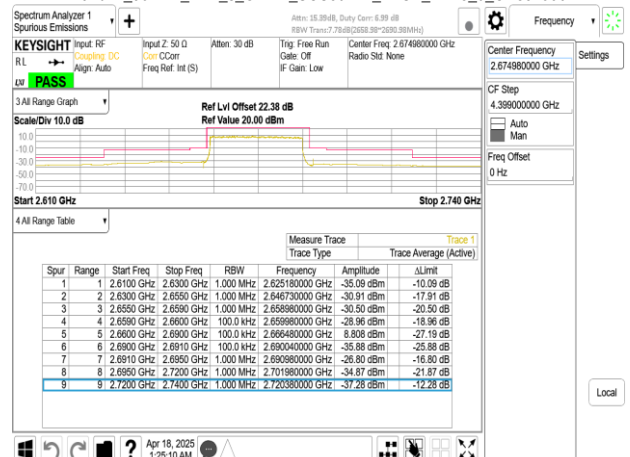 Spectrum Analyzer 1
Spurious Emissions
Attn: 15.39dB, Duty Corr: 6.99 dB
RBW Trans:7.78dB(2658.98~2690.98MHz)
Frequency
Settings
KEYSIGHT
RL
LXI
PASS
Input: RF
Coupling: DC
Align: Auto
Input Z: 50 Ω
Corr CCorr
Freq Ref: Int (S)
Atten: 30 dB
Trig: Free Run
Gate: Off
IF Gain: Low
Center Freq: 2.674980000 GHz
Radio Std: None
Center Frequency
2.674980000 GHz
CF Step
4.399000000 GHz
Auto
Man
Freq Offset
0 Hz
3 All Range Graph
Scale/Div 10.0 dB
Ref Lvl Offset 22.38 dB
Ref Value 20.00 dBm
10.0
-10.0
-30.0
-50.0
-70.0
Start 2.610 GHz
Stop 2.740 GHz
4 All Range Table
Measure Trace Trace 1
Trace Type Trace Average (Active)
Spur Range Start Freq Stop Freq RBW Frequency Amplitude ΔLimit
1 1 2.6100 GHz 2.6300 GHz 1.000 MHz 2.625180000 GHz -35.09 dBm -10.09 dB
2 2 2.6300 GHz 2.6550 GHz 1.000 MHz 2.646730000 GHz -30.91 dBm -17.91 dB
3 3 2.6550 GHz 2.6590 GHz 1.000 MHz 2.658980000 GHz -30.50 dBm -20.50 dB
4 4 2.6590 GHz 2.6600 GHz 100.0 kHz 2.659980000 GHz -28.96 dBm -18.96 dB
5 5 2.6600 GHz 2.6900 GHz 100.0 kHz 2.666480000 GHz 8.808 dBm -27.19 dB
6 6 2.6900 GHz 2.6910 GHz 100.0 kHz 2.690040000 GHz -35.88 dBm -25.88 dB
7 7 2.6910 GHz 2.6950 GHz 1.000 MHz 2.690980000 GHz -26.80 dBm -16.80 dB
8 8 2.6950 GHz 2.7200 GHz 1.000 MHz 2.701980000 GHz -34.87 dBm -21.87 dB
9 9 2.7200 GHz 2.7400 GHz 1.000 MHz 2.720380000 GHz -37.28 dBm -12.28 dB
Local
Apr 18, 2025
1:25:10 AM